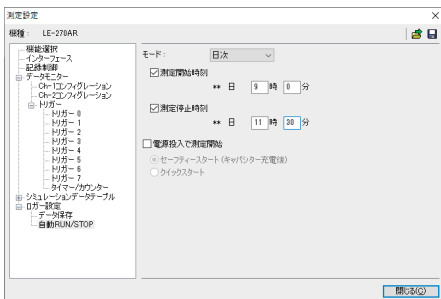 測定設定
機種： LE-270AR
機能選択
インターフェース
記録制御
データモニター
Ch-1コンフィグレーション
Ch-2コンフィグレーション
トリガー
トリガー 0
トリガー 1
トリガー 2
トリガー 3
トリガー 4
トリガー 5
トリガー 6
トリガー 7
タイマー/カウンター
シミュレーションデータテーブル
ロガー設定
データ保存
自動RUN/STOP
モード： 日次
測定開始時刻
** 日 9 時 0 分
測定停止時刻
** 日 11 時 30 分
電源投入で測定開始
セーフティースタート (キャパシター充電後)
クイックスタート
閉じる(C)